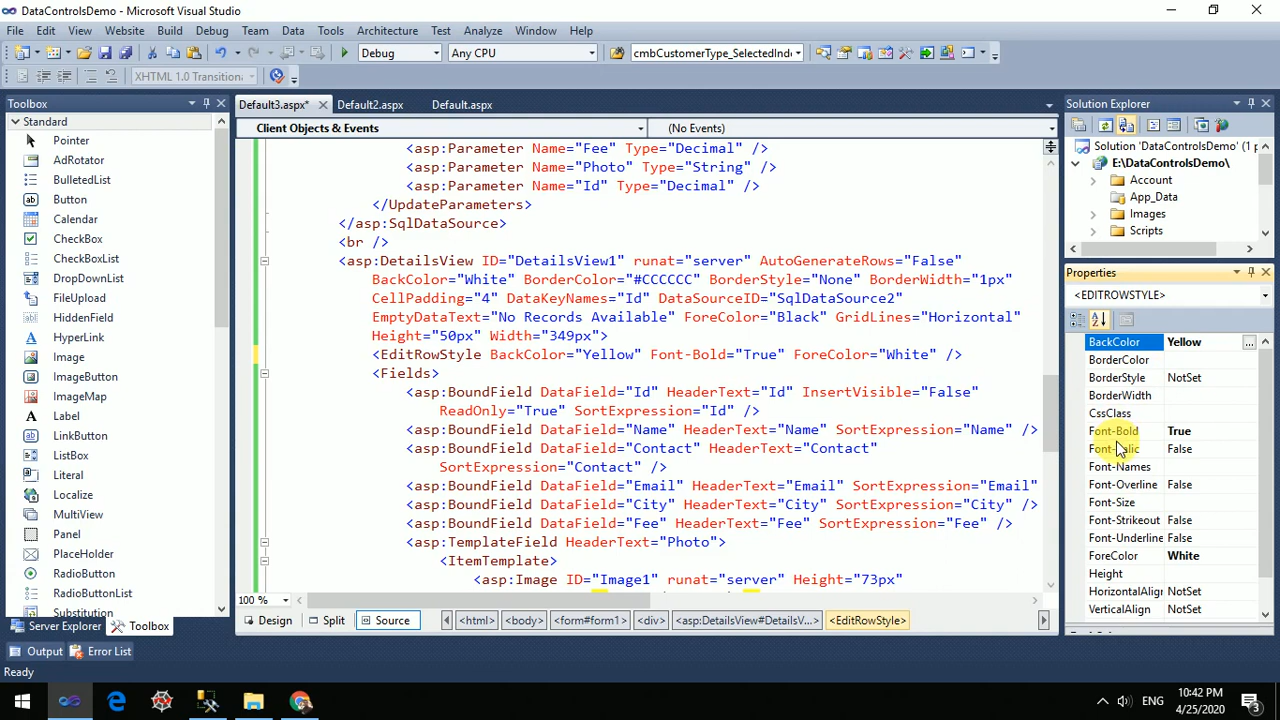 DataControlsDemo - Microsoft Visual Studio
File Edit View Website Build Debug Team Data Tools Architecture Test Analyze Window Help
Debug Any CPU cmbCustomerType_SelectedInde
XHTML 1.0 Transition
Toolbox
Standard
Pointer
AdRotator
BulletedList
Button
Calendar
CheckBox
CheckBoxList
DropDownList
FileUpload
HiddenField
HyperLink
Image
ImageButton
ImageMap
Label
LinkButton
ListBox
Literal
Localize
MultiView
Panel
PlaceHolder
RadioButton
RadioButtonList
Substitution
Server Explorer Toolbox
Default3.aspx* Default2.aspx Default.aspx
Client Objects & Events (No Events)
<asp:Parameter Name="Fee" Type="Decimal" />
<asp:Parameter Name="Photo" Type="String" />
<asp:Parameter Name="Id" Type="Decimal" />
</UpdateParameters>
</asp:SqlDataSource>
<br />
<asp:DetailsView ID="DetailsView1" runat="server" AutoGenerateRows="False"
BackColor="White" BorderColor="#CCCCCC" BorderStyle="None" BorderWidth="1px"
CellPadding="4" DataKeyNames="Id" DataSourceID="SqlDataSource2"
EmptyDataText="No Records Available" ForeColor="Black" GridLines="Horizontal"
Height="50px" Width="349px">
<EditRowStyle BackColor="Yellow" Font-Bold="True" ForeColor="White" />
<Fields>
<asp:BoundField DataField="Id" HeaderText="Id" InsertVisible="False"
ReadOnly="True" SortExpression="Id" />
<asp:BoundField DataField="Name" HeaderText="Name" SortExpression="Name" />
<asp:BoundField DataField="Contact" HeaderText="Contact"
SortExpression="Contact" />
<asp:BoundField DataField="Email" HeaderText="Email" SortExpression="Email"
<asp:BoundField DataField="City" HeaderText="City" SortExpression="City" />
<asp:BoundField DataField="Fee" HeaderText="Fee" SortExpression="Fee" />
<asp:TemplateField HeaderText="Photo">
<ItemTemplate>
<asp:Image ID="Image1" runat="server" Height="73px"
100 %
Design Split Source <html> <body> <form#form1> <div> <asp:DetailsView#DetailsV...> <EditRowStyle>
Solution Explorer
Solution 'DataControlsDemo' (1 p
E:\DataControlsDemo\
Account
App_Data
Images
Scripts
Properties
<EDITROWSTYLE>
BackColor Yellow
BorderColor
BorderStyle NotSet
BorderWidth
CssClass
Font-Bold True
Font-Italic False
Font-Names
Font-Overline False
Font-Size
Font-Strikeout False
Font-Underline False
ForeColor White
Height
HorizontalAlign NotSet
VerticalAlign NotSet
Output Error List
Ready
ENG
10:42 PM
4/25/2020
3